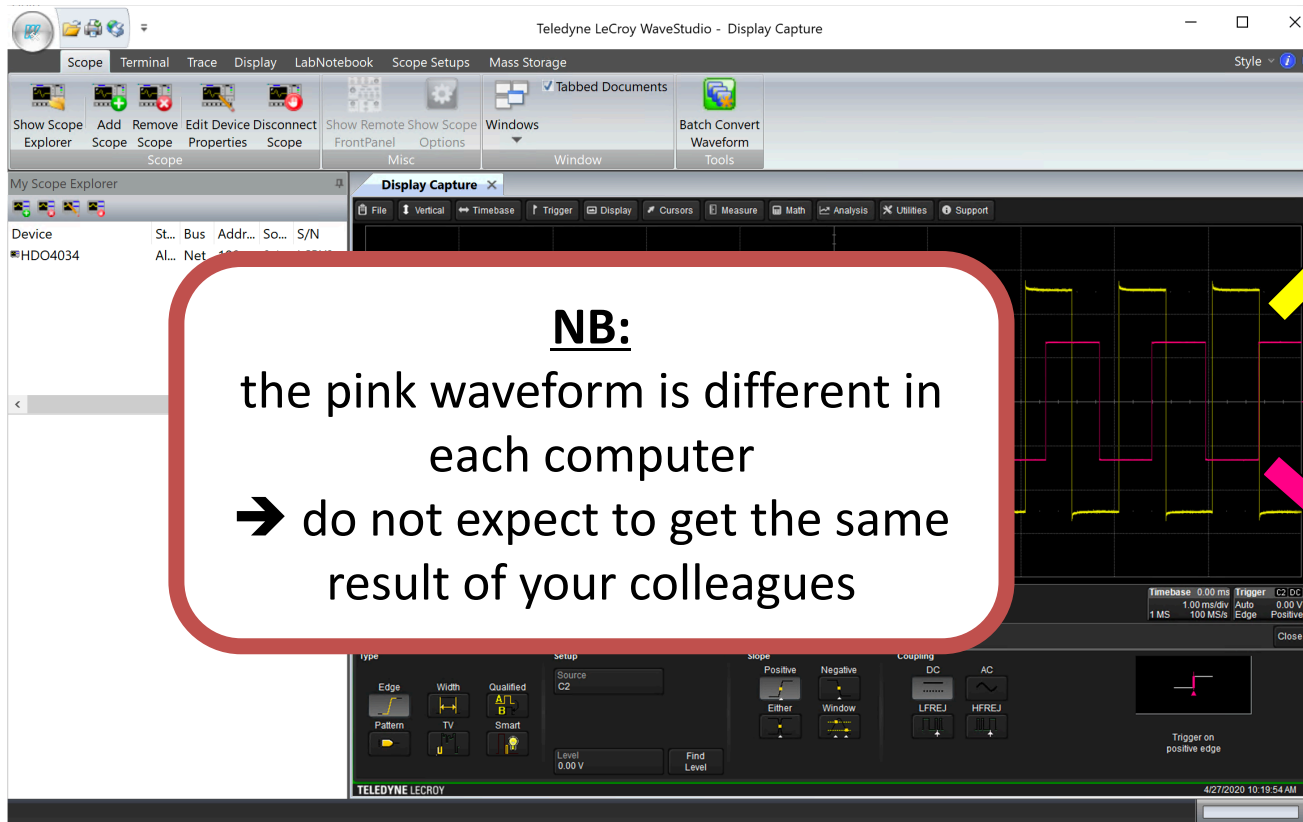 Teledyne LeCroy WaveStudio - Display Capture
Scope Terminal Trace Display LabNotebook Scope Setups Mass Storage Style
Show Scope Explorer
Add Scope
Remove Scope
Edit Device Properties
Disconnect Scope
Show Remote FrontPanel
Show Scope Options
Windows
Tabbed Documents
Batch Convert Waveform
Scope Misc Window Tools
My Scope Explorer
Display Capture
File Vertical Timebase Trigger Display Cursors Measure Math Analysis Utilities Support
Device St... Bus Addr... So... S/N
HDO4034 Al... Net
NB:
the pink waveform is different in
each computer
➔ do not expect to get the same
result of your colleagues
Timebase 0.00 ms Trigger C2 DC
1.00 ms/div Auto 0.00 V
1 MS 100 MS/s Edge Positive
Close
Type Setup Slope Coupling
Source
C2
Positive Negative DC AC
Edge Width Qualified
Either Window LFREJ HFREJ
Pattern TV Smart
Level
0.00 V
Find
Level
Trigger on
positive edge
TELEDYNE LECROY 4/27/2020 10:19:54 AM